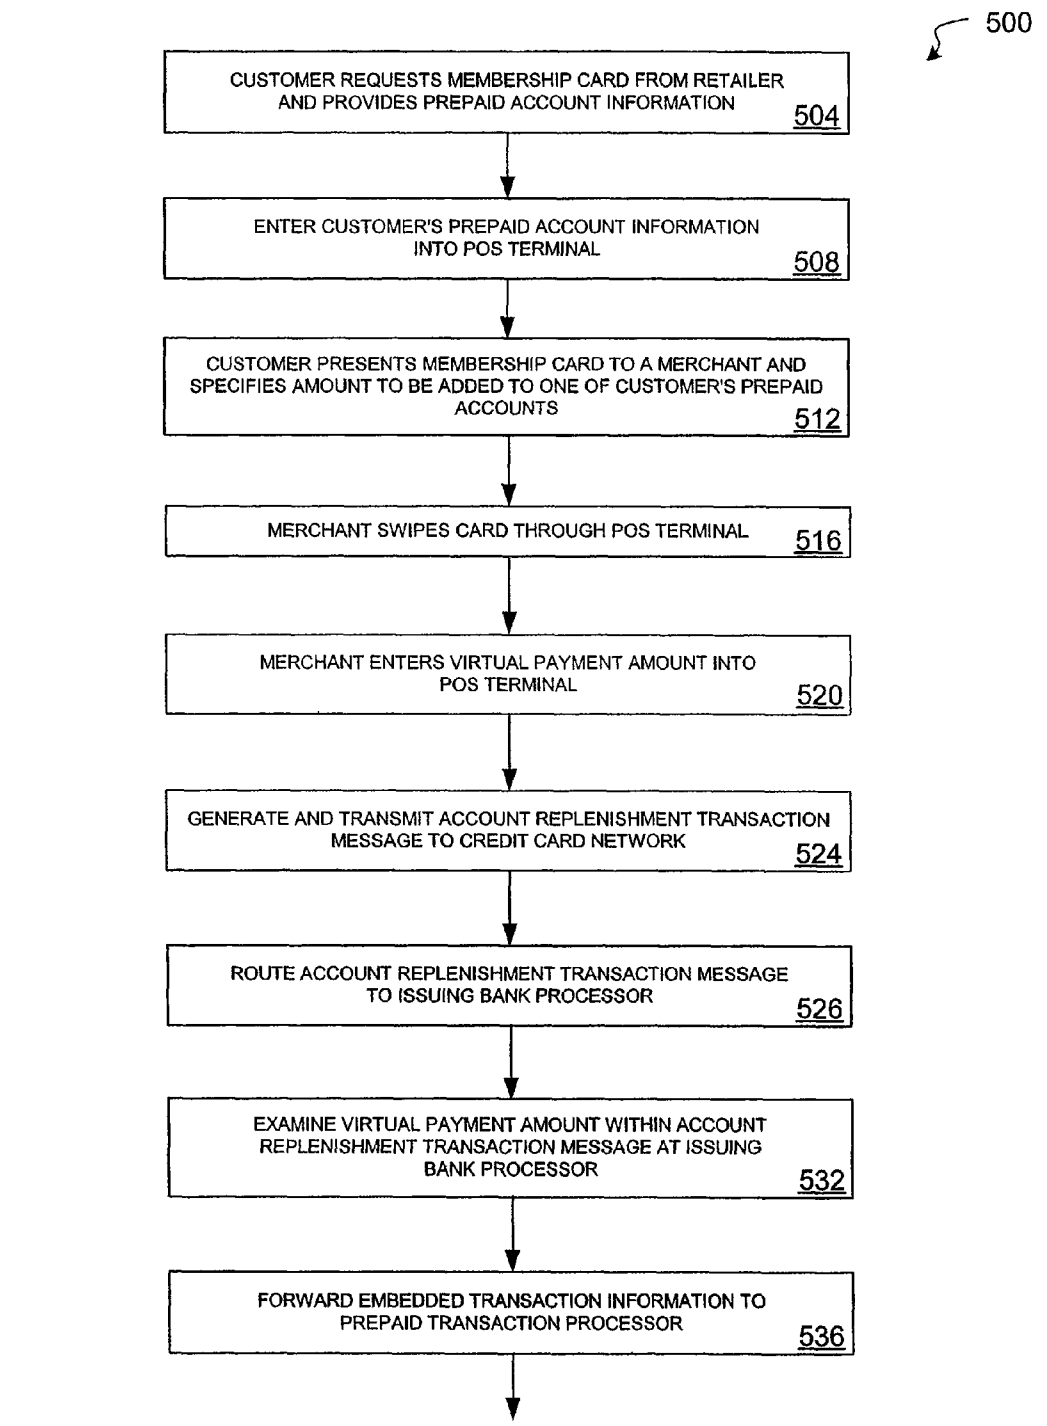 500
CUSTOMER REQUESTS MEMBERSHIP CARD FROM RETAILER
AND PROVIDES PREPAID ACCOUNT INFORMATION
504
ENTER CUSTOMER'S PREPAID ACCOUNT INFORMATION
INTO POS TERMINAL
508
CUSTOMER PRESENTS MEMBERSHIP CARD TO A MERCHANT AND
SPECIFIES AMOUNT TO BE ADDED TO ONE OF CUSTOMER'S PREPAID
ACCOUNTS
512
MERCHANT SWIPES CARD THROUGH POS TERMINAL
516
MERCHANT ENTERS VIRTUAL PAYMENT AMOUNT INTO
POS TERMINAL
520
GENERATE AND TRANSMIT ACCOUNT REPLENISHMENT TRANSACTION
MESSAGE TO CREDIT CARD NETWORK
524
ROUTE ACCOUNT REPLENISHMENT TRANSACTION MESSAGE
TO ISSUING BANK PROCESSOR
526
EXAMINE VIRTUAL PAYMENT AMOUNT WITHIN ACCOUNT
REPLENISHMENT TRANSACTION MESSAGE AT ISSUING
BANK PROCESSOR
532
FORWARD EMBEDDED TRANSACTION INFORMATION TO
PREPAID TRANSACTION PROCESSOR
536